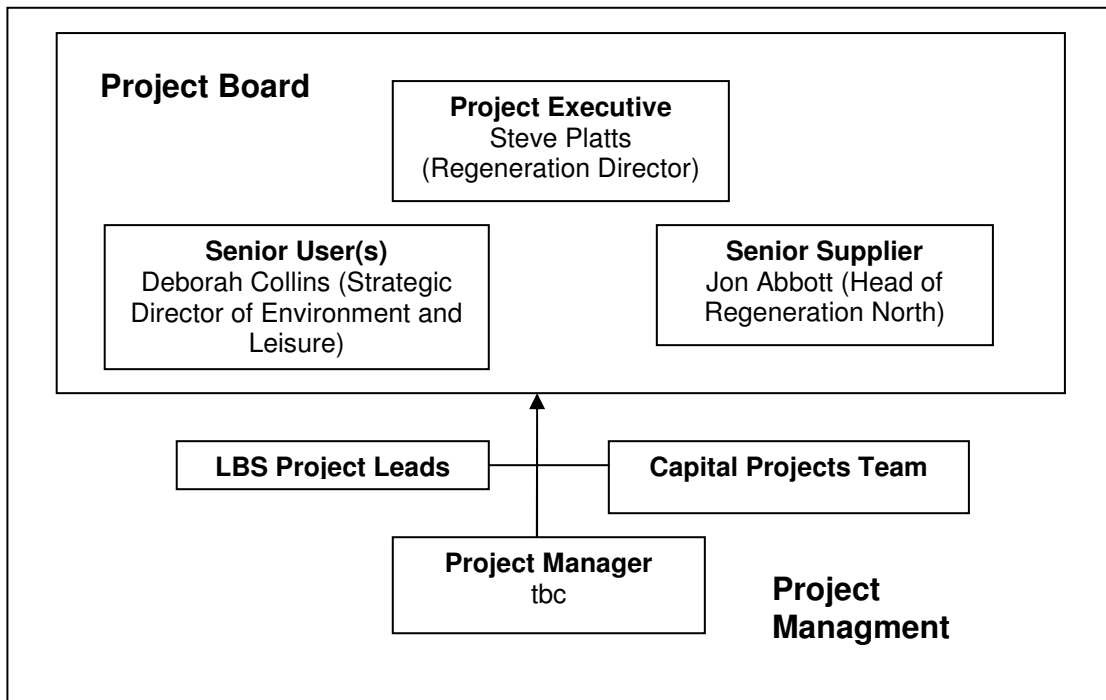 Project Board
Project Executive
Steve Platts
(Regeneration Director)
Senior User(s)
Deborah Collins (Strategic
Director of Environment and
Leisure)
Senior Supplier
Jon Abbott (Head of
Regeneration North)
LBS Project Leads
Capital Projects Team
Project Manager
tbc
Project
Managment